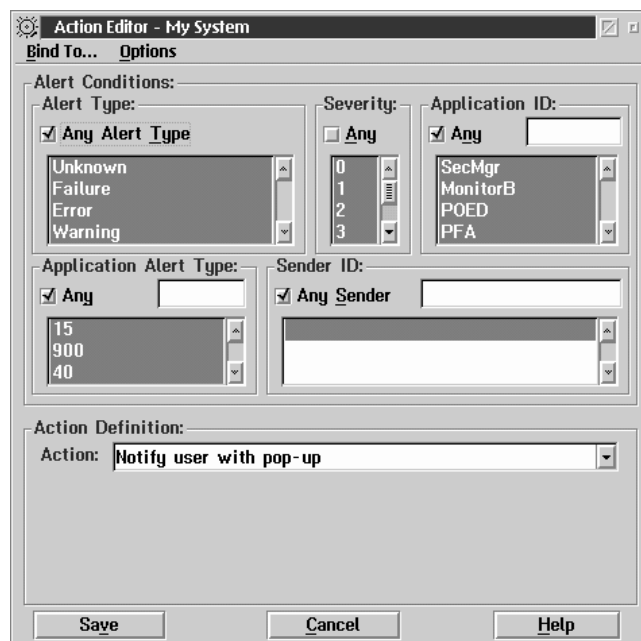 Action Editor - My System
Bind To... Options
Alert Conditions:
Alert Type:
Any Alert Type
Unknown
Failure
Error
Warning
Severity:
Any
0
1
2
3
Application ID:
Any
SecMgr
MonitorB
POED
PFA
Application Alert Type:
Any
15
900
40
Sender ID:
Any Sender
Action Definition:
Action: Notify user with pop-up
Save Cancel Help